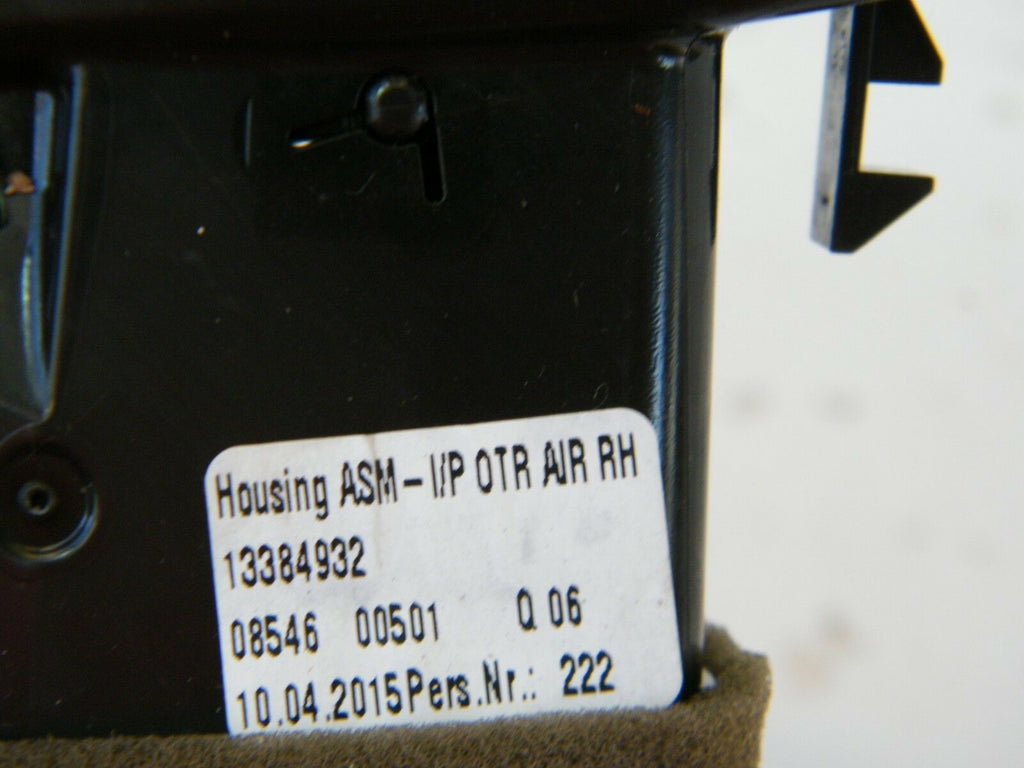 Housing ASM-I/P OTR AIR RH
13384932
08546 00501 Q 06
10.04.2015 Pers.Nr.: 222